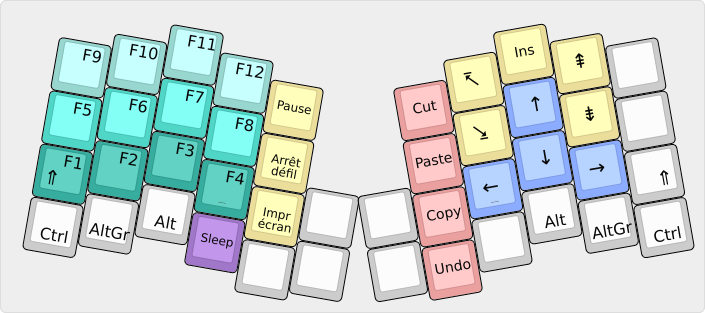 F9 F10 F11 F12 Pause
F5 F6 F7 F8 Arrêt
défil
⇑ F1 F2 F3 F4 _ Impr
écran
Ctrl AltGr Alt Sleep
Cut ↸ Ins ⇞
Paste ⇲ ↑ ⇟
Copy ← _ ↓ → ⇑
Undo Alt AltGr Ctrl